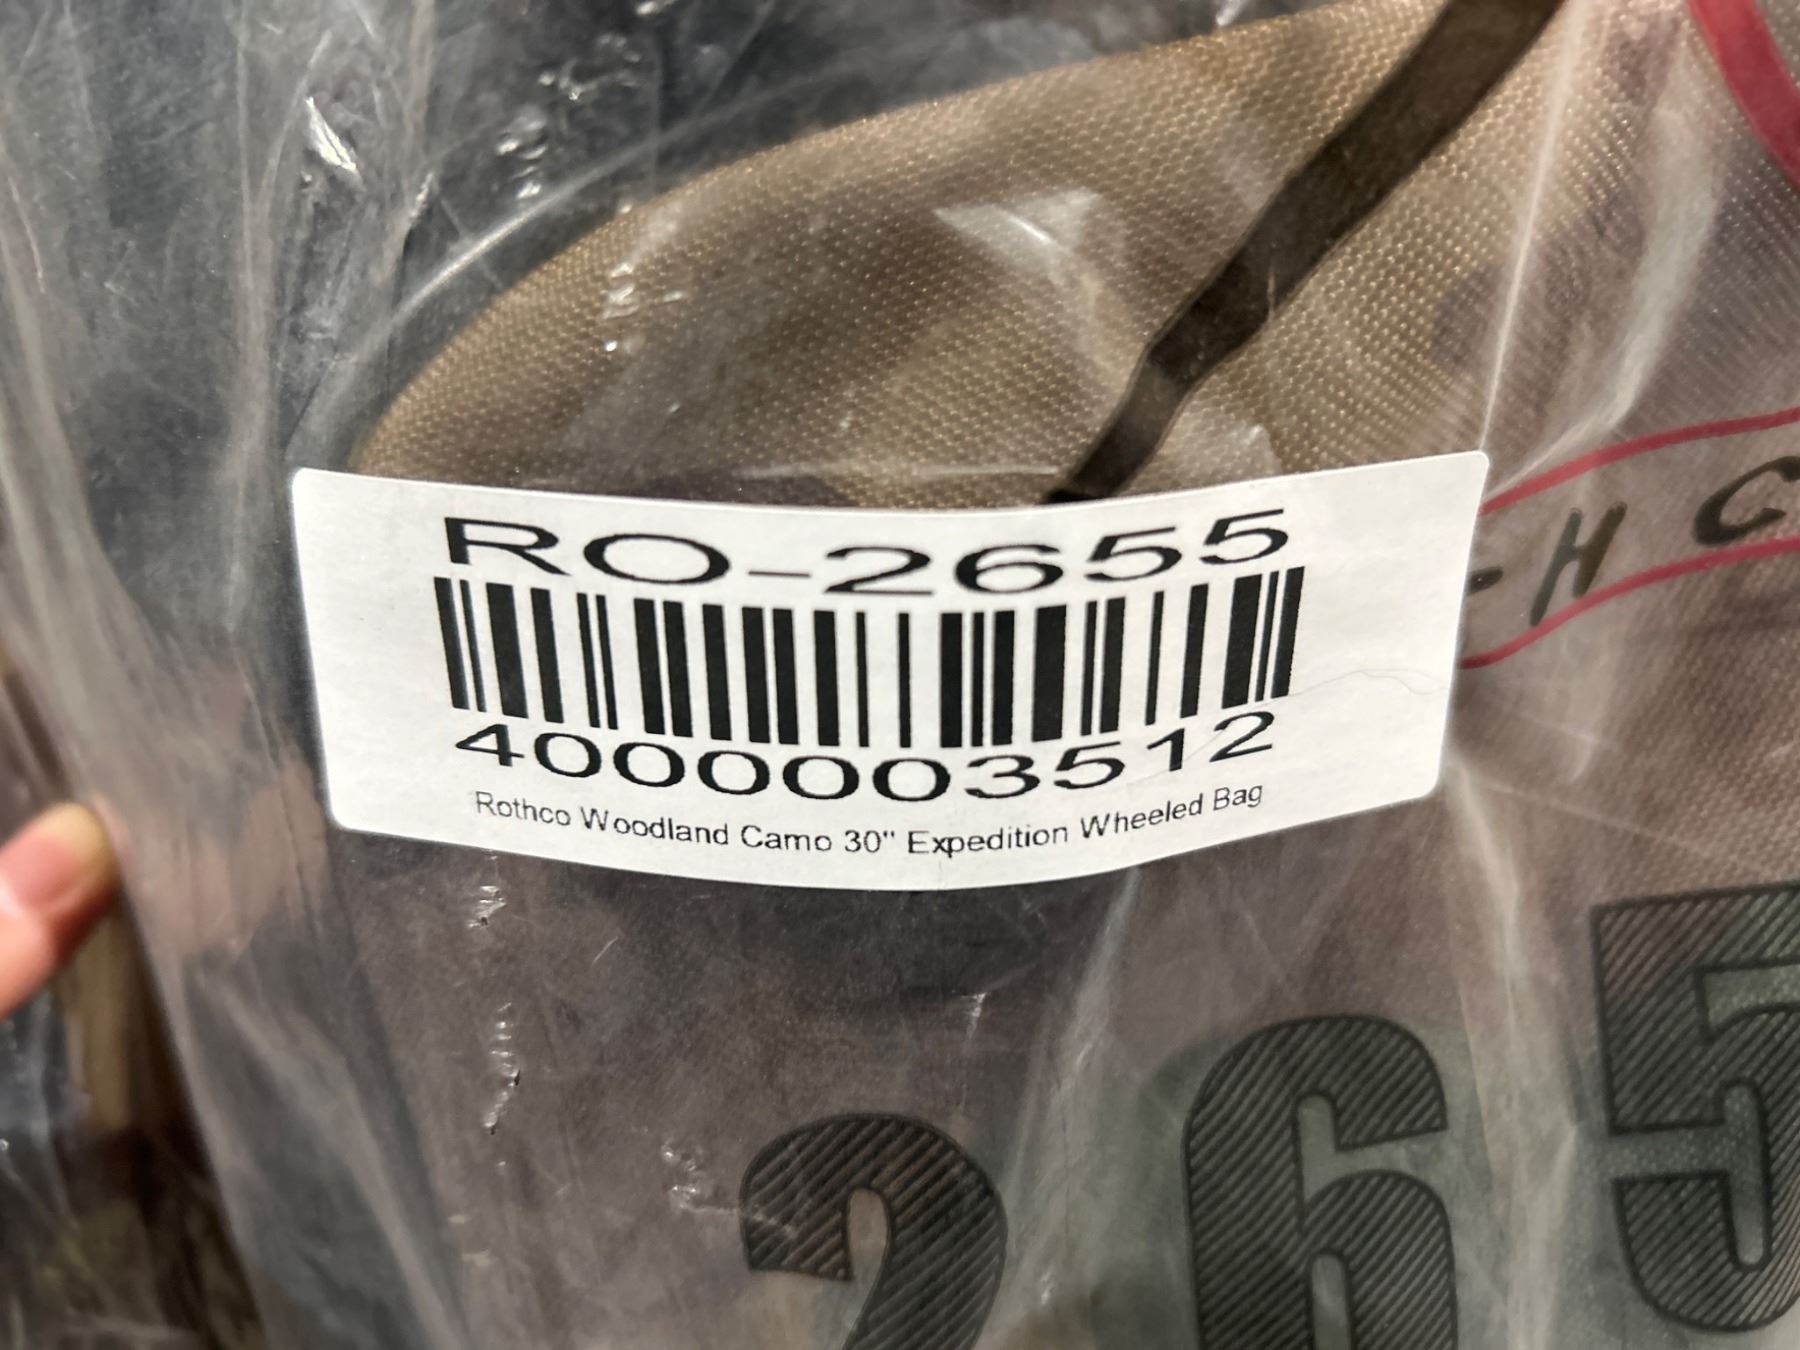 RO-2655
4000003512
Rothco Woodland Camo 30" Expedition Wheeled Bag
-H C
265